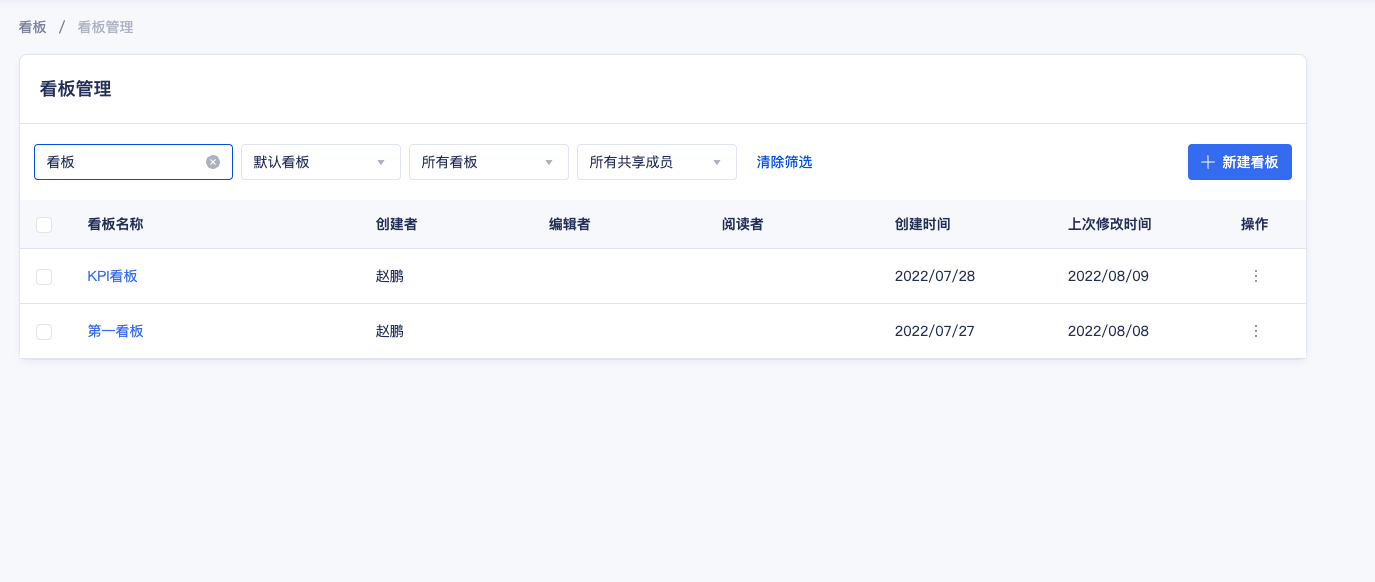 看板 / 看板管理
看板管理
看板 默认看板 所有看板 所有共享成员 清除筛选 新建看板
看板名称 创建者 编辑者 阅读者 创建时间 上次修改时间 操作
KPI看板 赵鹏 2022/07/28 2022/08/09
第一看板 赵鹏 2022/07/27 2022/08/08